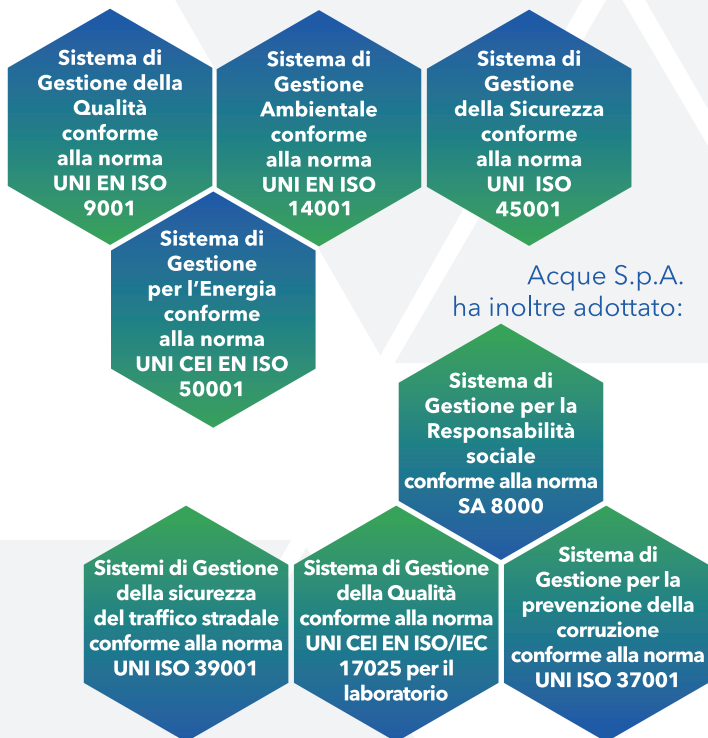 Sistema di
Gestione della
Qualità
conforme
alla norma
UNI EN ISO
9001
Sistema di
Gestione
Ambientale
conforme
alla norma
UNI EN ISO
14001
Sistema di
Gestione
della Sicurezza
conforme
alla norma
UNI ISO
45001
Sistema di
Gestione
per l’Energia
conforme
alla norma
UNI CEI EN ISO
50001
Acque S.p.A.
ha inoltre adottato:
Sistema di
Gestione per la
Responsabilità
sociale
conforme alla norma
SA 8000
Sistemi di Gestione
della sicurezza
del traffico stradale
conforme alla norma
UNI ISO 39001
Sistema di Gestione
della Qualità
conforme alla norma
UNI CEI EN ISO/IEC
17025 per il
laboratorio
Sistema di
Gestione per la
prevenzione della
corruzione
conforme alla norma
UNI ISO 37001